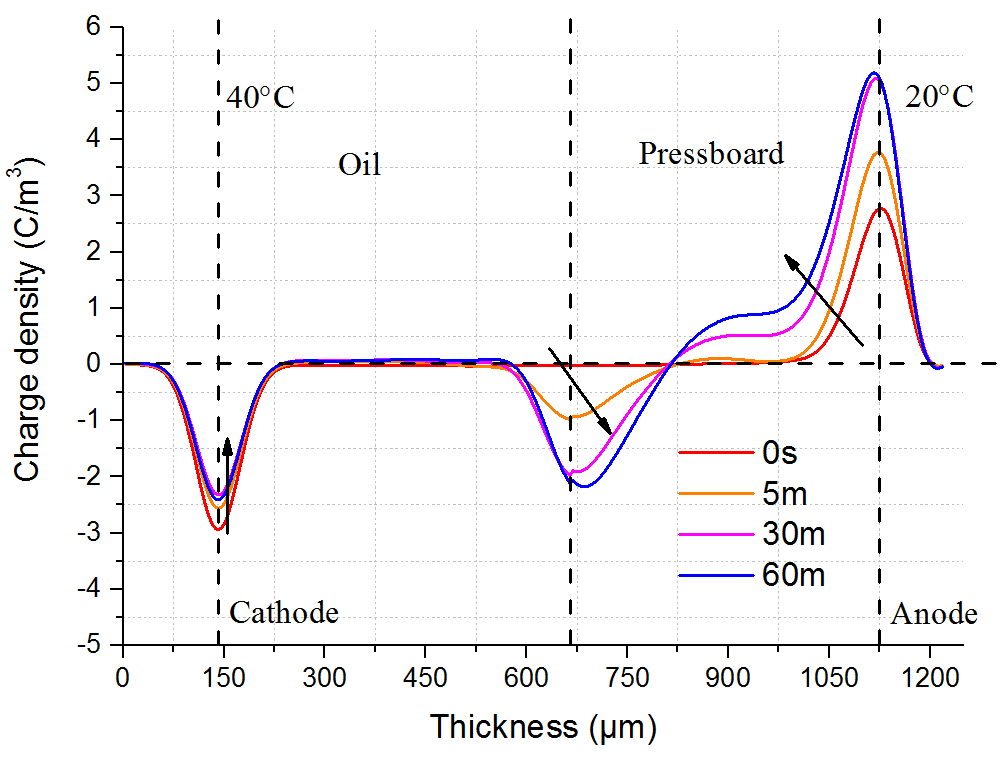 6
5
4
3
2
1
0
-1
-2
-3
-4
-5
Charge density (C/m³)
40°C
20°C
Oil
Pressboard
0s
5m
30m
60m
Cathode
Anode
0 150 300 450 600 750 900 1050 1200
Thickness (µm)